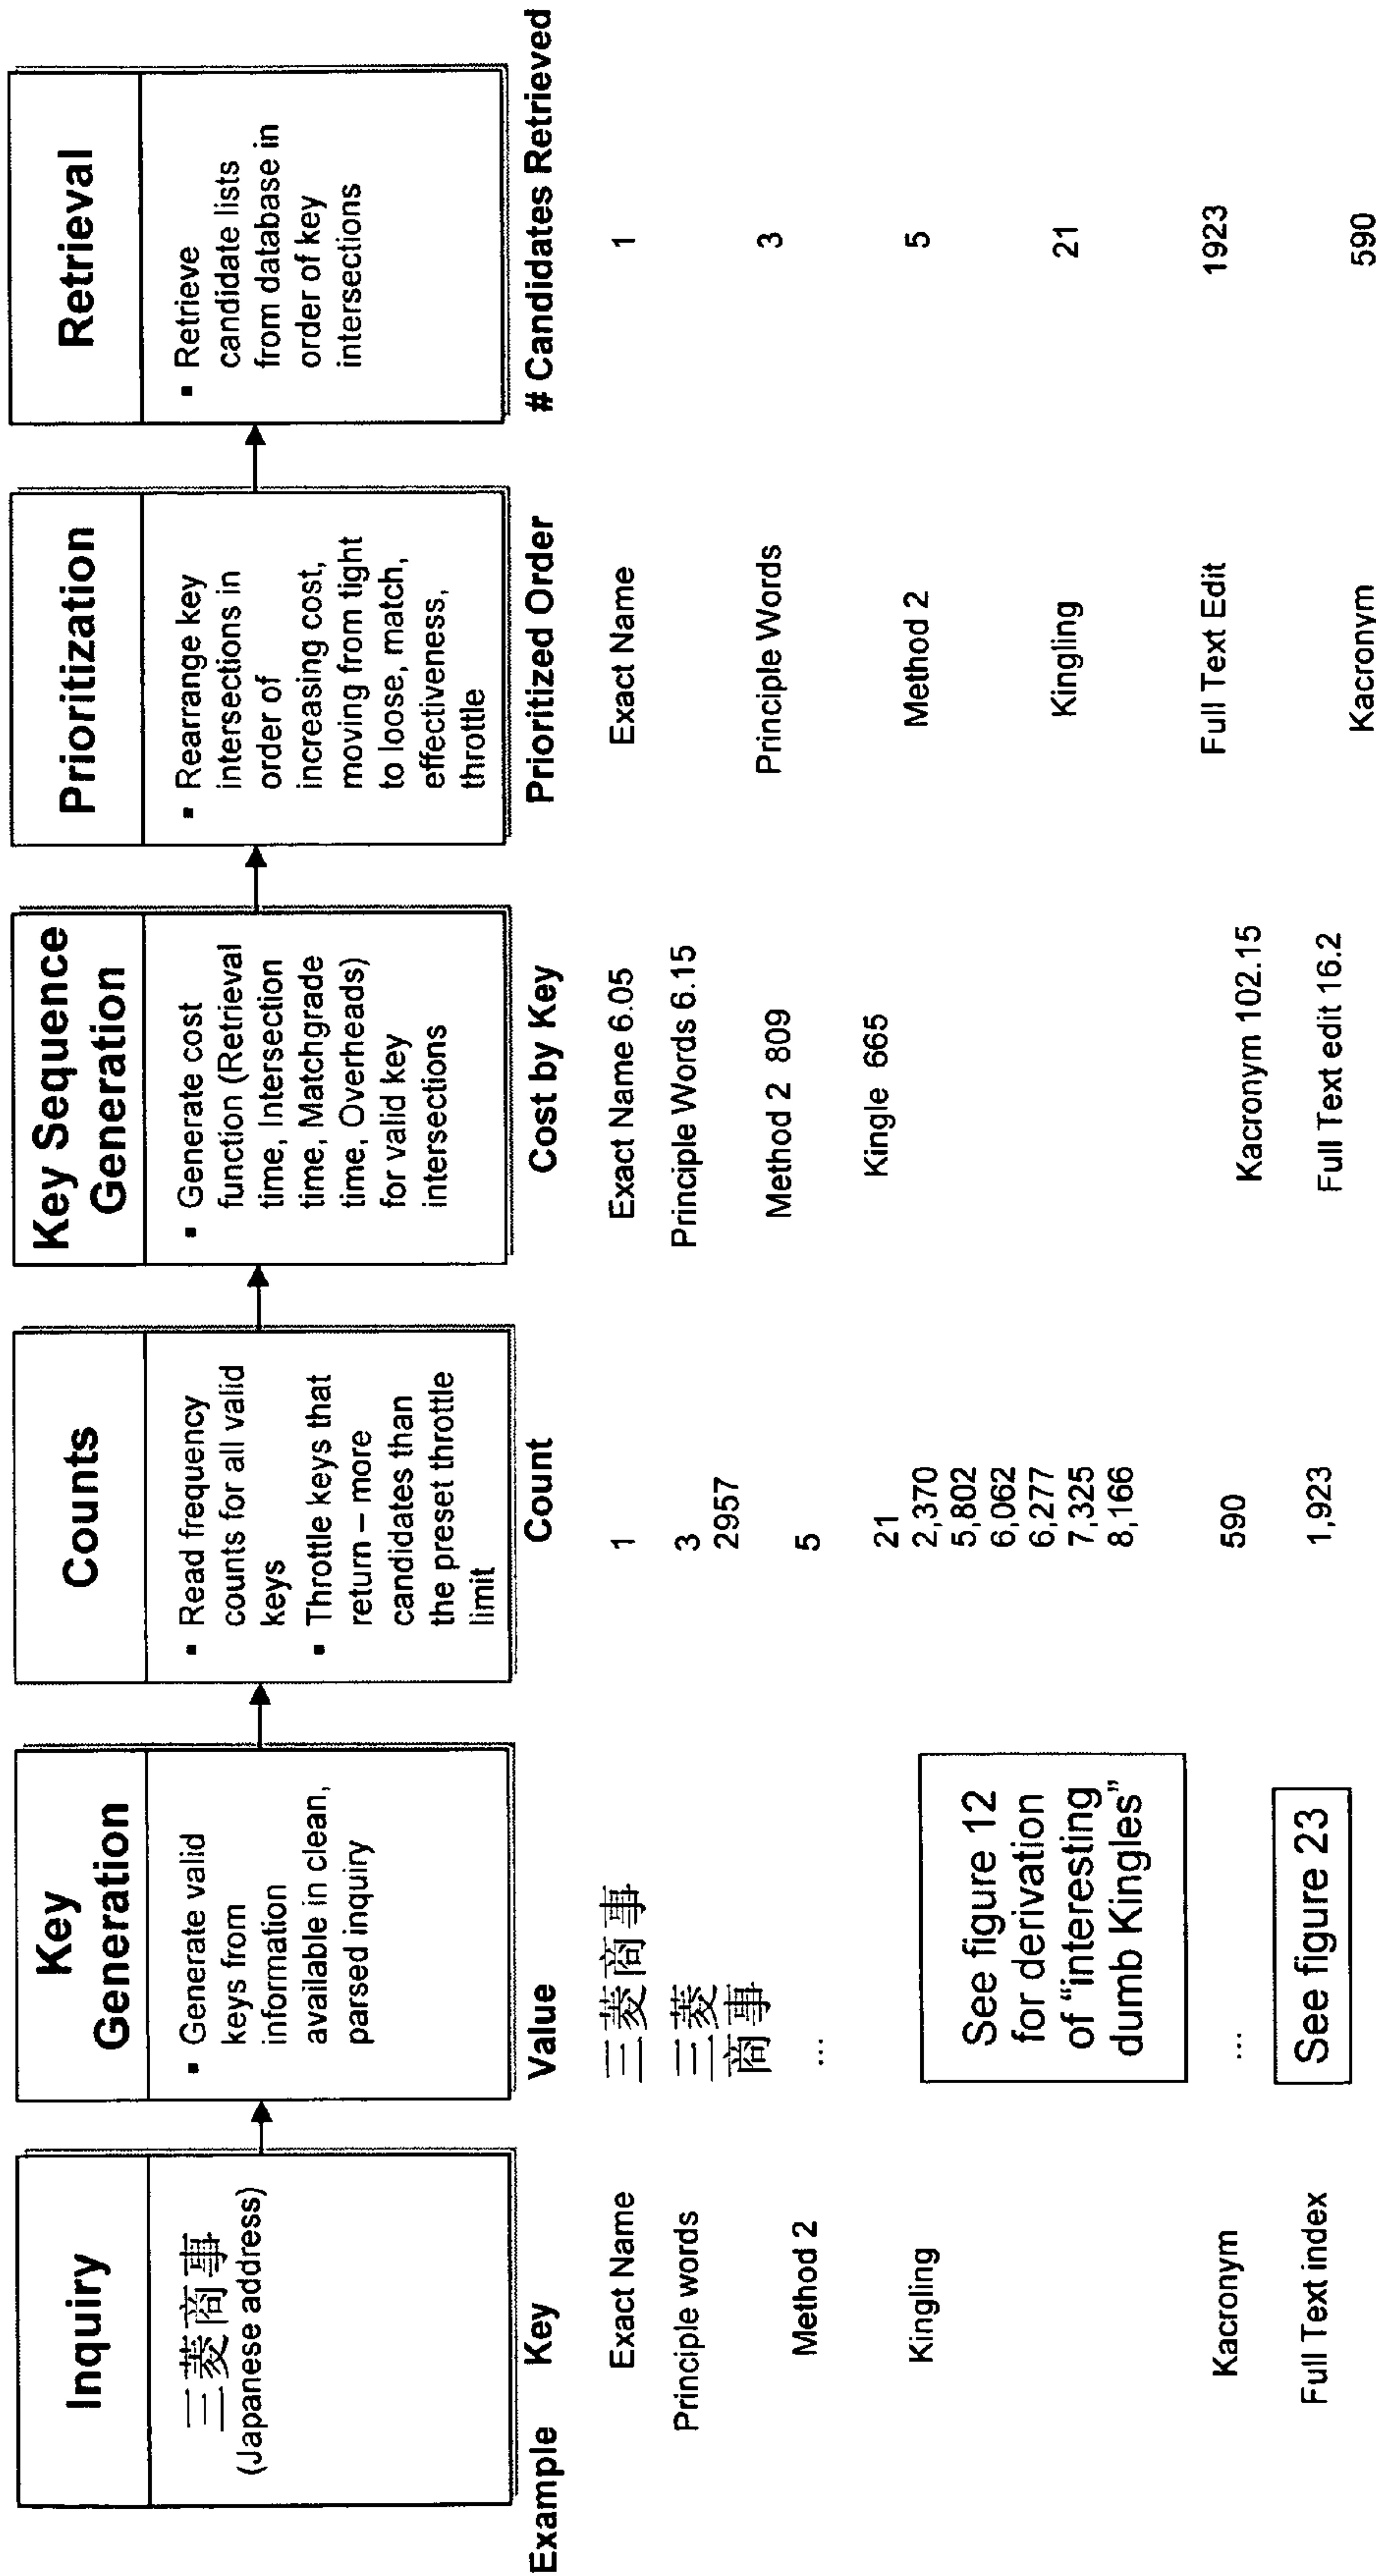 Inquiry
三菱商事
(Japanese address)
Key
Generation
▪ Generate valid
keys from
information
available in clean,
parsed inquiry
Counts
▪ Read frequency
counts for all valid
keys
▪ Throttle keys that
return – more
candidates than
the preset throttle
limit
Key Sequence
Generation
▪ Generate cost
function (Retrieval
time, Intersection
time, Matchgrade
time, Overheads)
for valid key
intersections
Prioritization
▪ Rearrange key
intersections in
order of
increasing cost,
moving from tight
to loose, match,
effectiveness,
throttle
Retrieval
▪ Retrieve
candidate lists
from database in
order of key
intersections
Example Key Value Count Cost by Key Prioritized Order # Candidates Retrieved
Exact Name 三菱商事 1 Exact Name 6.05 Exact Name 1
Principle words 三菱 3 Principle Words 6.15
商事 2957
Principle Words 3
Method 2 ... 5 Method 2 809
Method 2 5
Kingling
21 Kingle 665
2,370
5,802
6,062
6,277
7,325
8,166
See figure 12
for derivation
of “interesting
dumb Kingles”
Kingling 21
Full Text Edit 1923
Kacronym ... 590 Kacronym 102.15
Full Text index See figure 23 1,923 Full Text edit 16.2
Kacronym 590